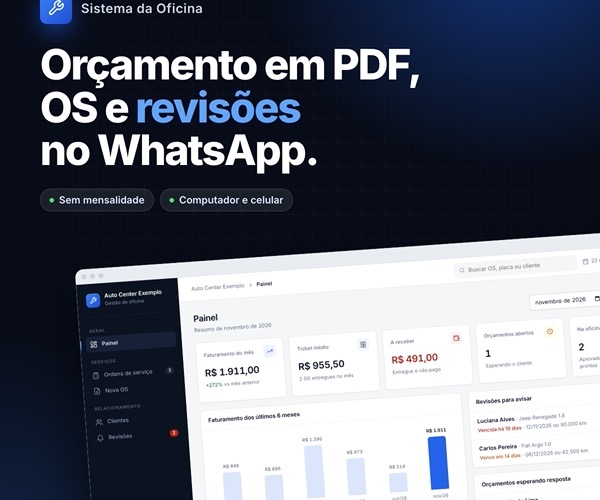 Sistema da Oficina
Orçamento em PDF,
OS e revisões
no WhatsApp.
Sem mensalidade
Computador e celular
Auto Center Exemplo
Gestão de oficina
GERAL
Painel
SERVIÇOS
Ordens de serviço 3
Nova OS
RELACIONAMENTO
Clientes
Revisões 2
Auto Center Exemplo > Painel
Buscar OS, placa ou cliente
22
Painel
Resumo de novembro de 2026
novembro de 2026
Faturamento do mês
R$ 1.911,00
+272% vs mês anterior
Ticket médio
R$ 955,50
2 OS entregues no mês
A receber
R$ 491,00
Entregue e não pago
Orçamentos abertos
1
Esperando o cliente
Na oficina
2
prontas
Faturamento dos últimos 6 meses
R$ 848
R$ 686
R$ 1.395
R$ 973
R$ 514
R$ 1.911
out/26
nov/26
Revisões para avisar
Luciana Alves · Jeep Renegade 1.8
Vencida há 10 dias · 12/11/2026 ou 90.000 km
Carlos Pereira · Fiat Argo 1.0
Vence em 14 dias · 06/12/2026 ou 42.500 km
Orçamentos esperando resposta